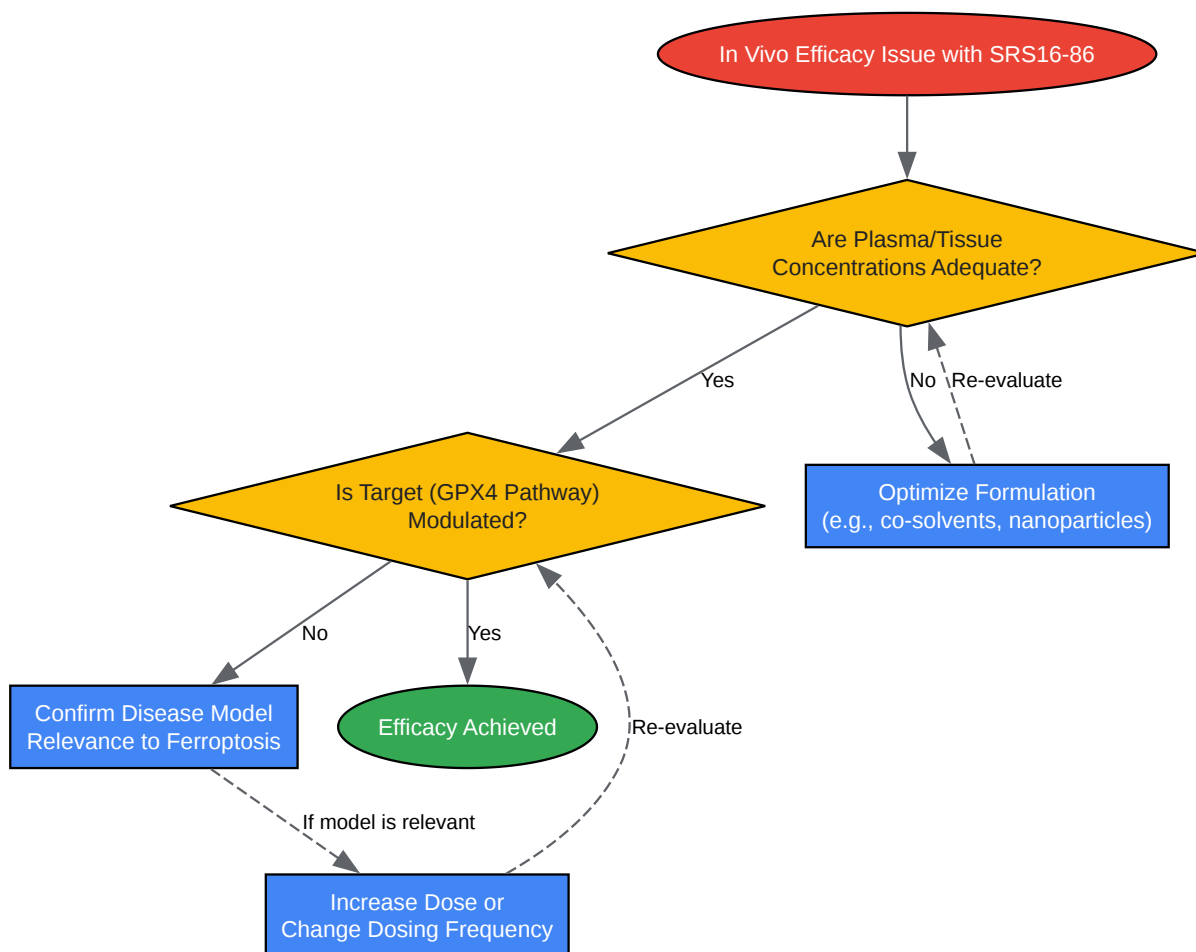 In Vivo Efficacy Issue with SRS16-86
Are Plasma/Tissue
Concentrations Adequate?
Yes
No
Re-evaluate
Is Target (GPX4 Pathway)
Modulated?
Optimize Formulation
(e.g., co-solvents, nanoparticles)
No
Yes
Confirm Disease Model
Relevance to Ferroptosis
Efficacy Achieved
Re-evaluate
If model is relevant
Increase Dose or
Change Dosing Frequency